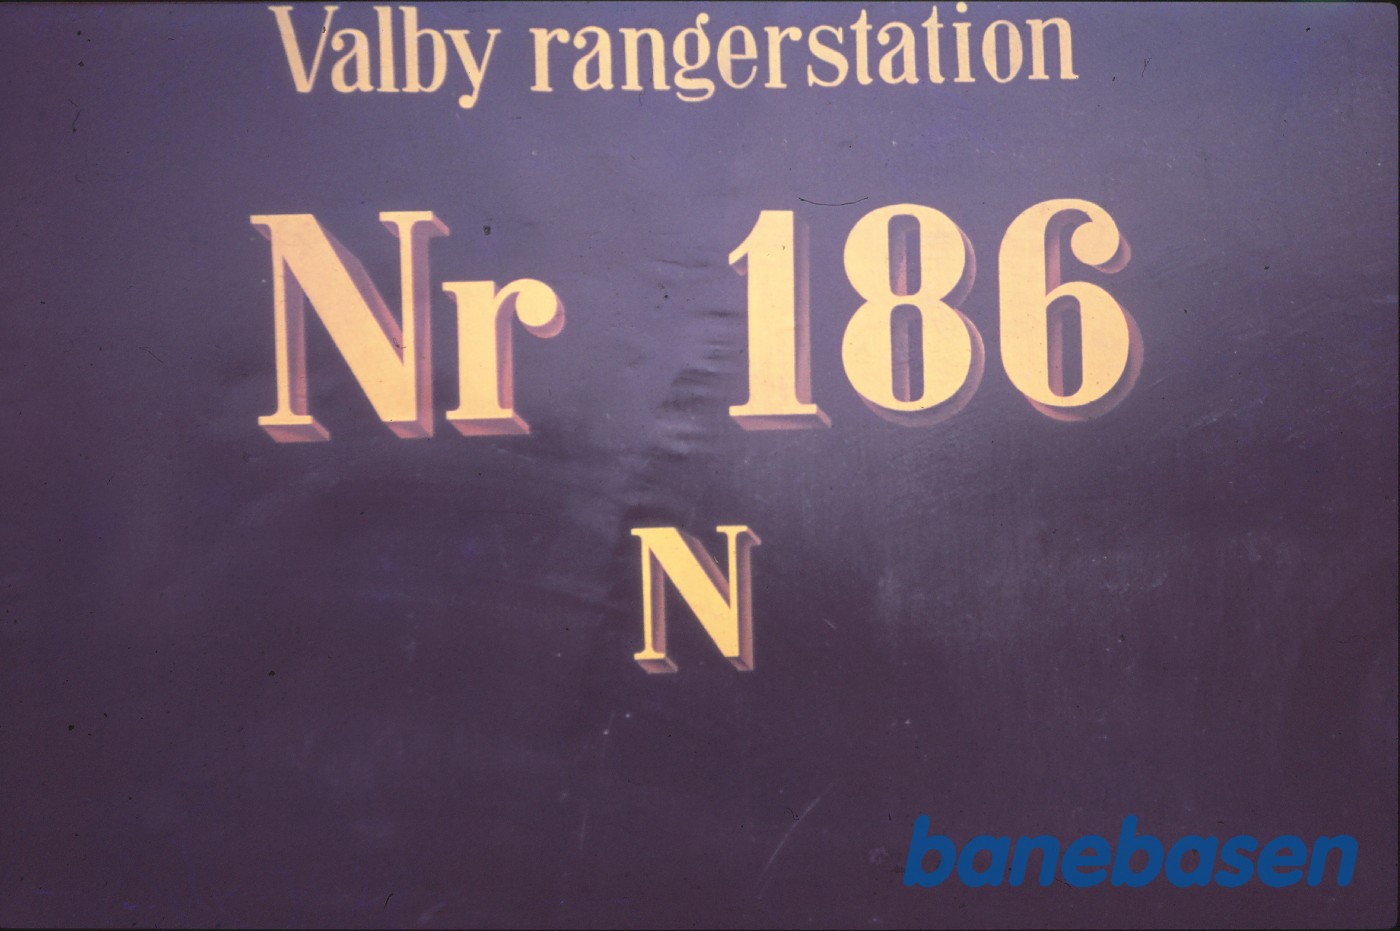 Valby rangerstation
Nr 186
N
banebasen